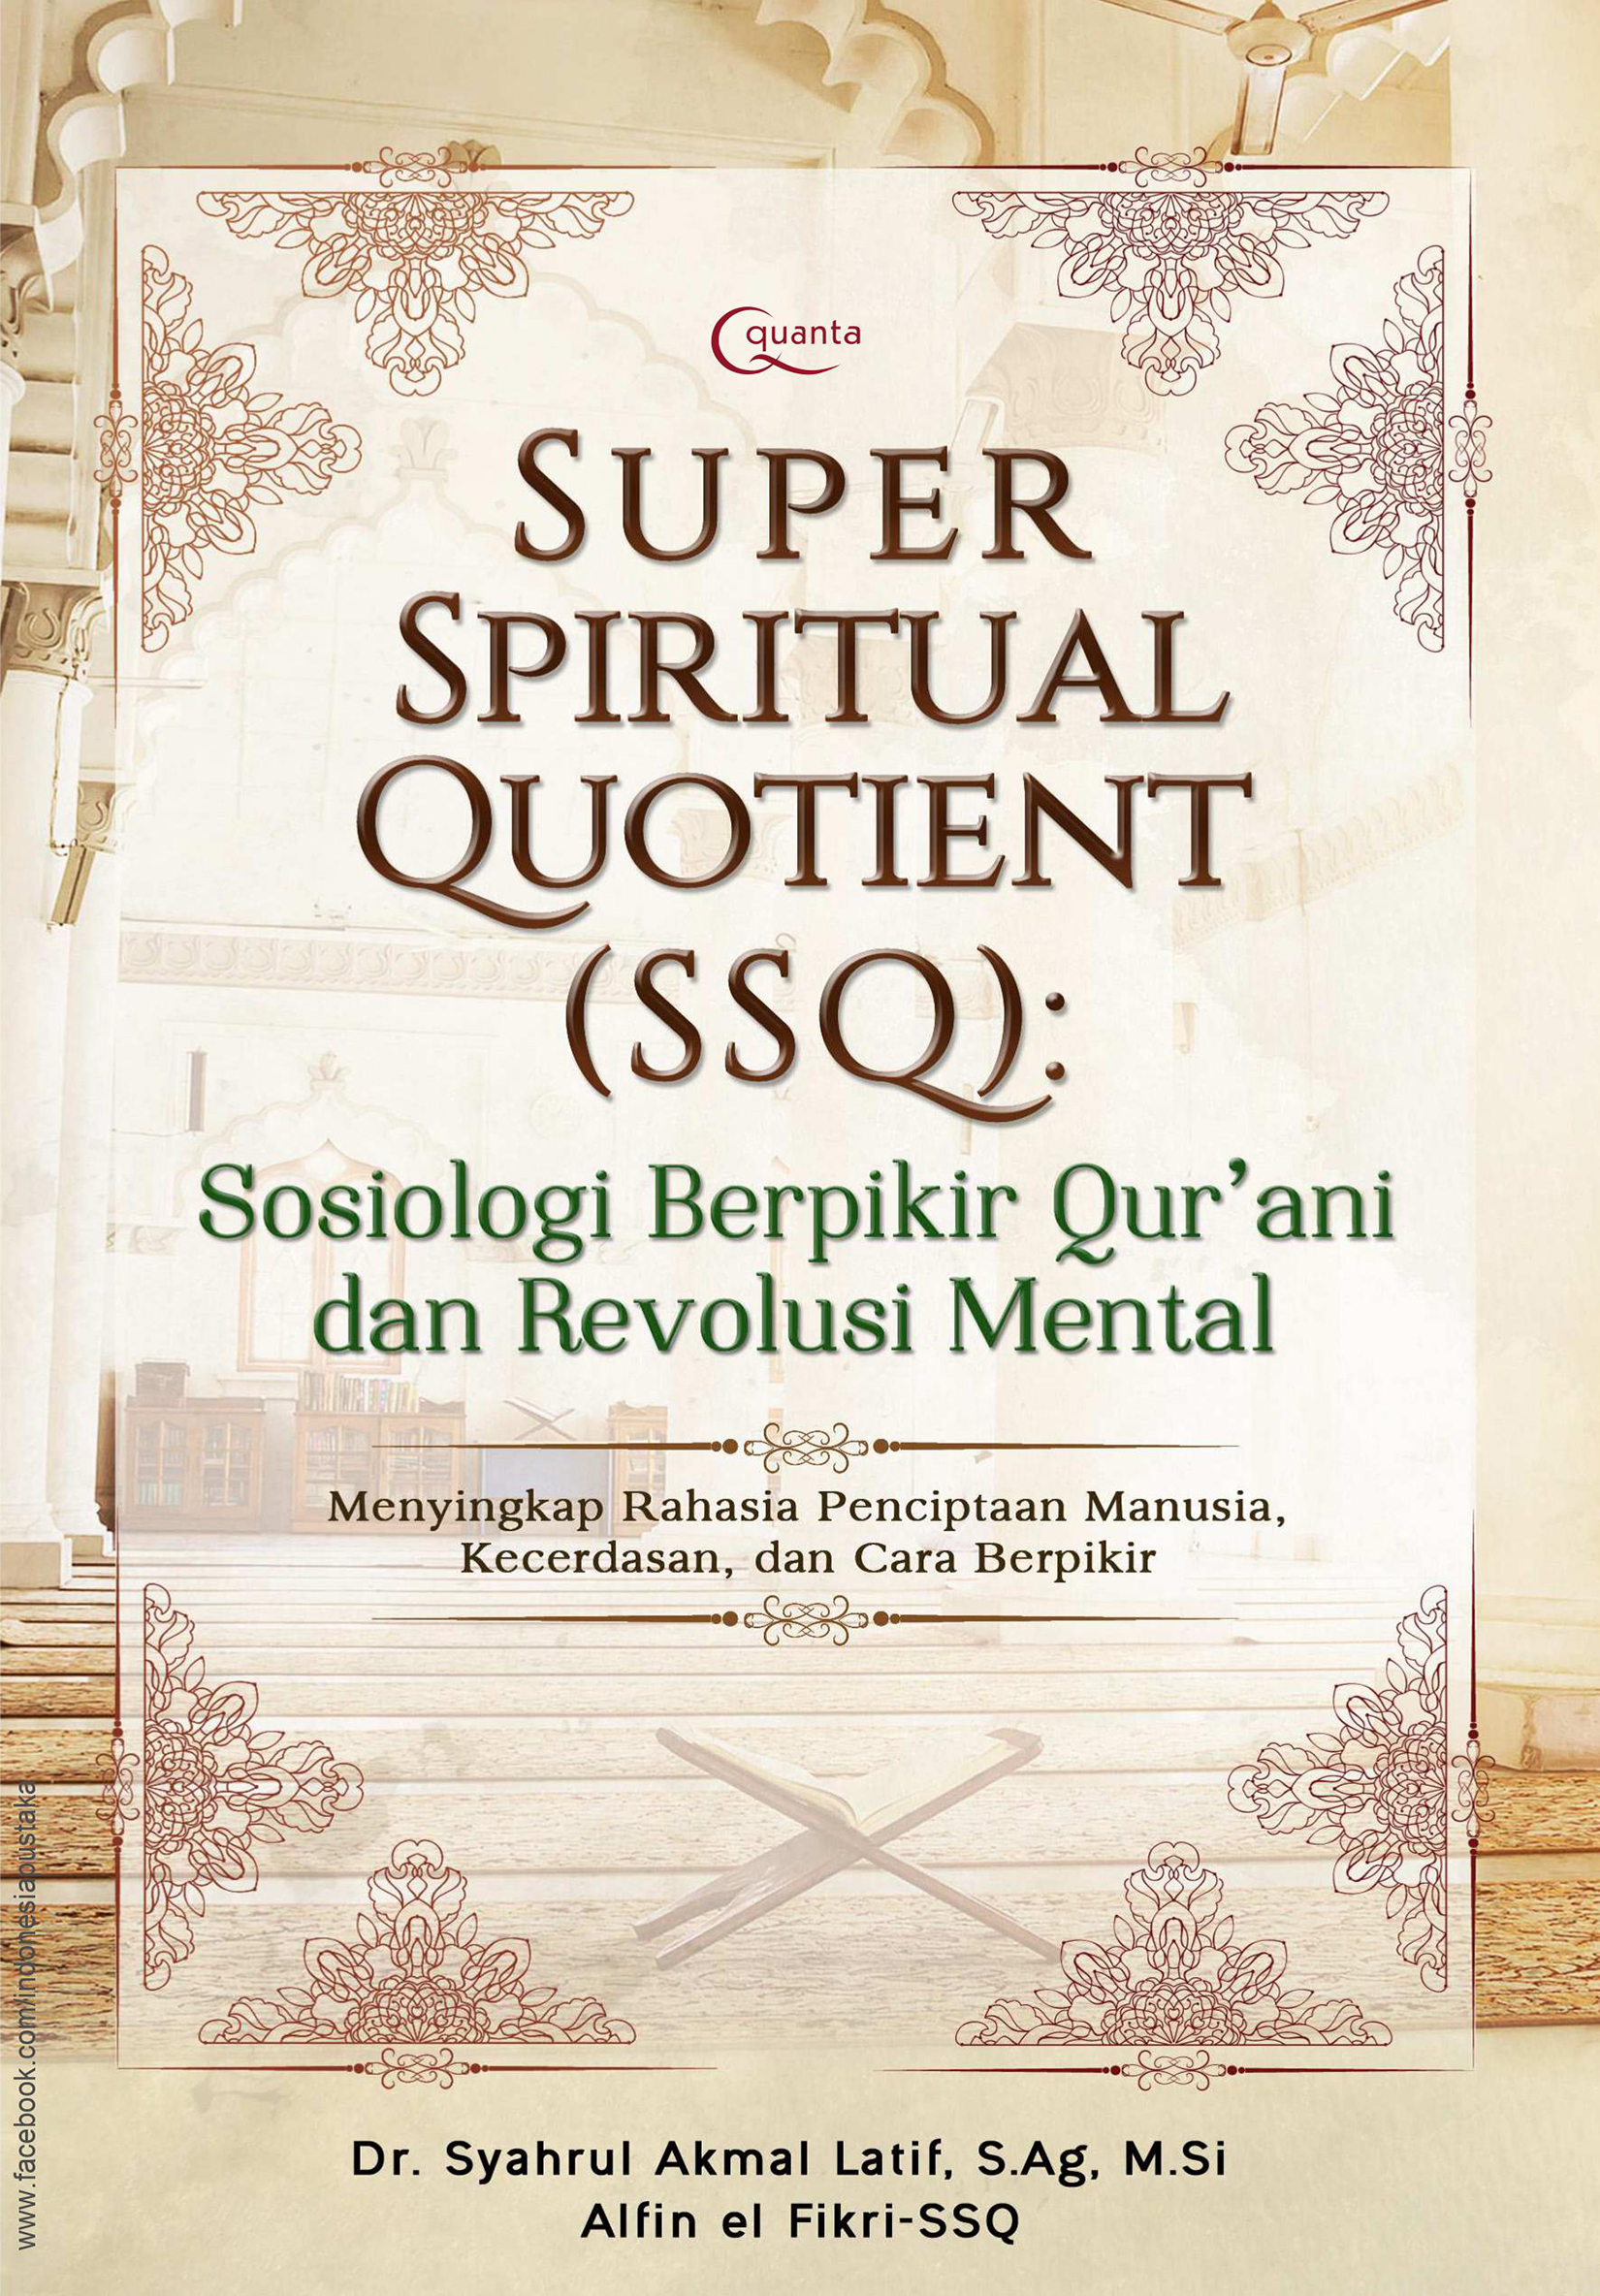 quanta
SUPER
SPIRITUAL
QUOTIENT
(SSQ):
Sosiologi Berpikir Qur’ani
dan Revolusi Mental
Menyingkap Rahasia Penciptaan Manusia,
Kecerdasan, dan Cara Berpikir
www.facebook.com/indonesiapustaka
Dr. Syahrul Akmal Latif, S.Ag, M.Si
Alfin el Fikri-SSQ